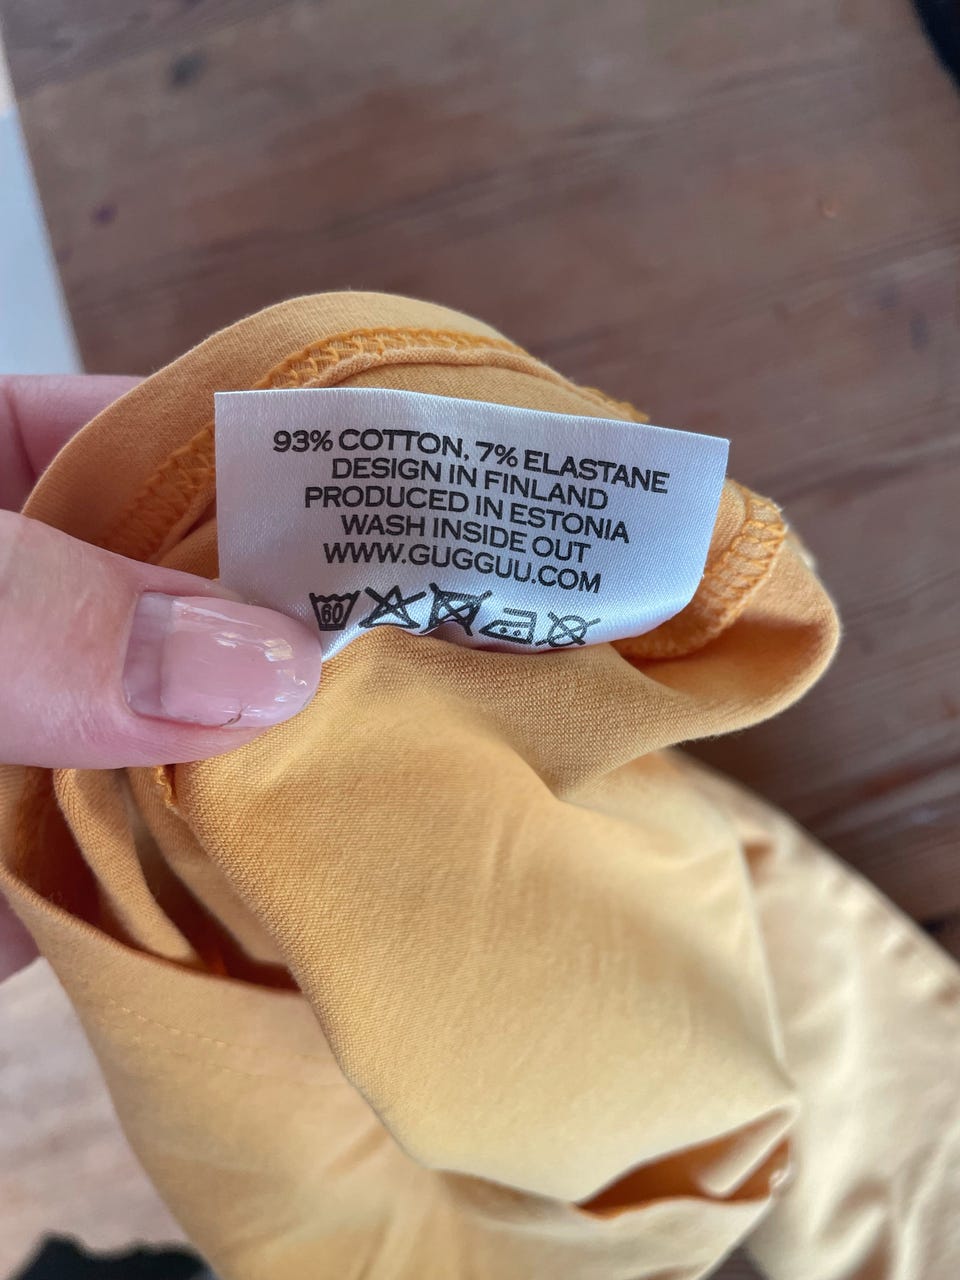 93% COTTON, 7% ELASTANE
DESIGN IN FINLAND
PRODUCED IN ESTONIA
WASH INSIDE OUT
WWW.GUGGUU.COM
60